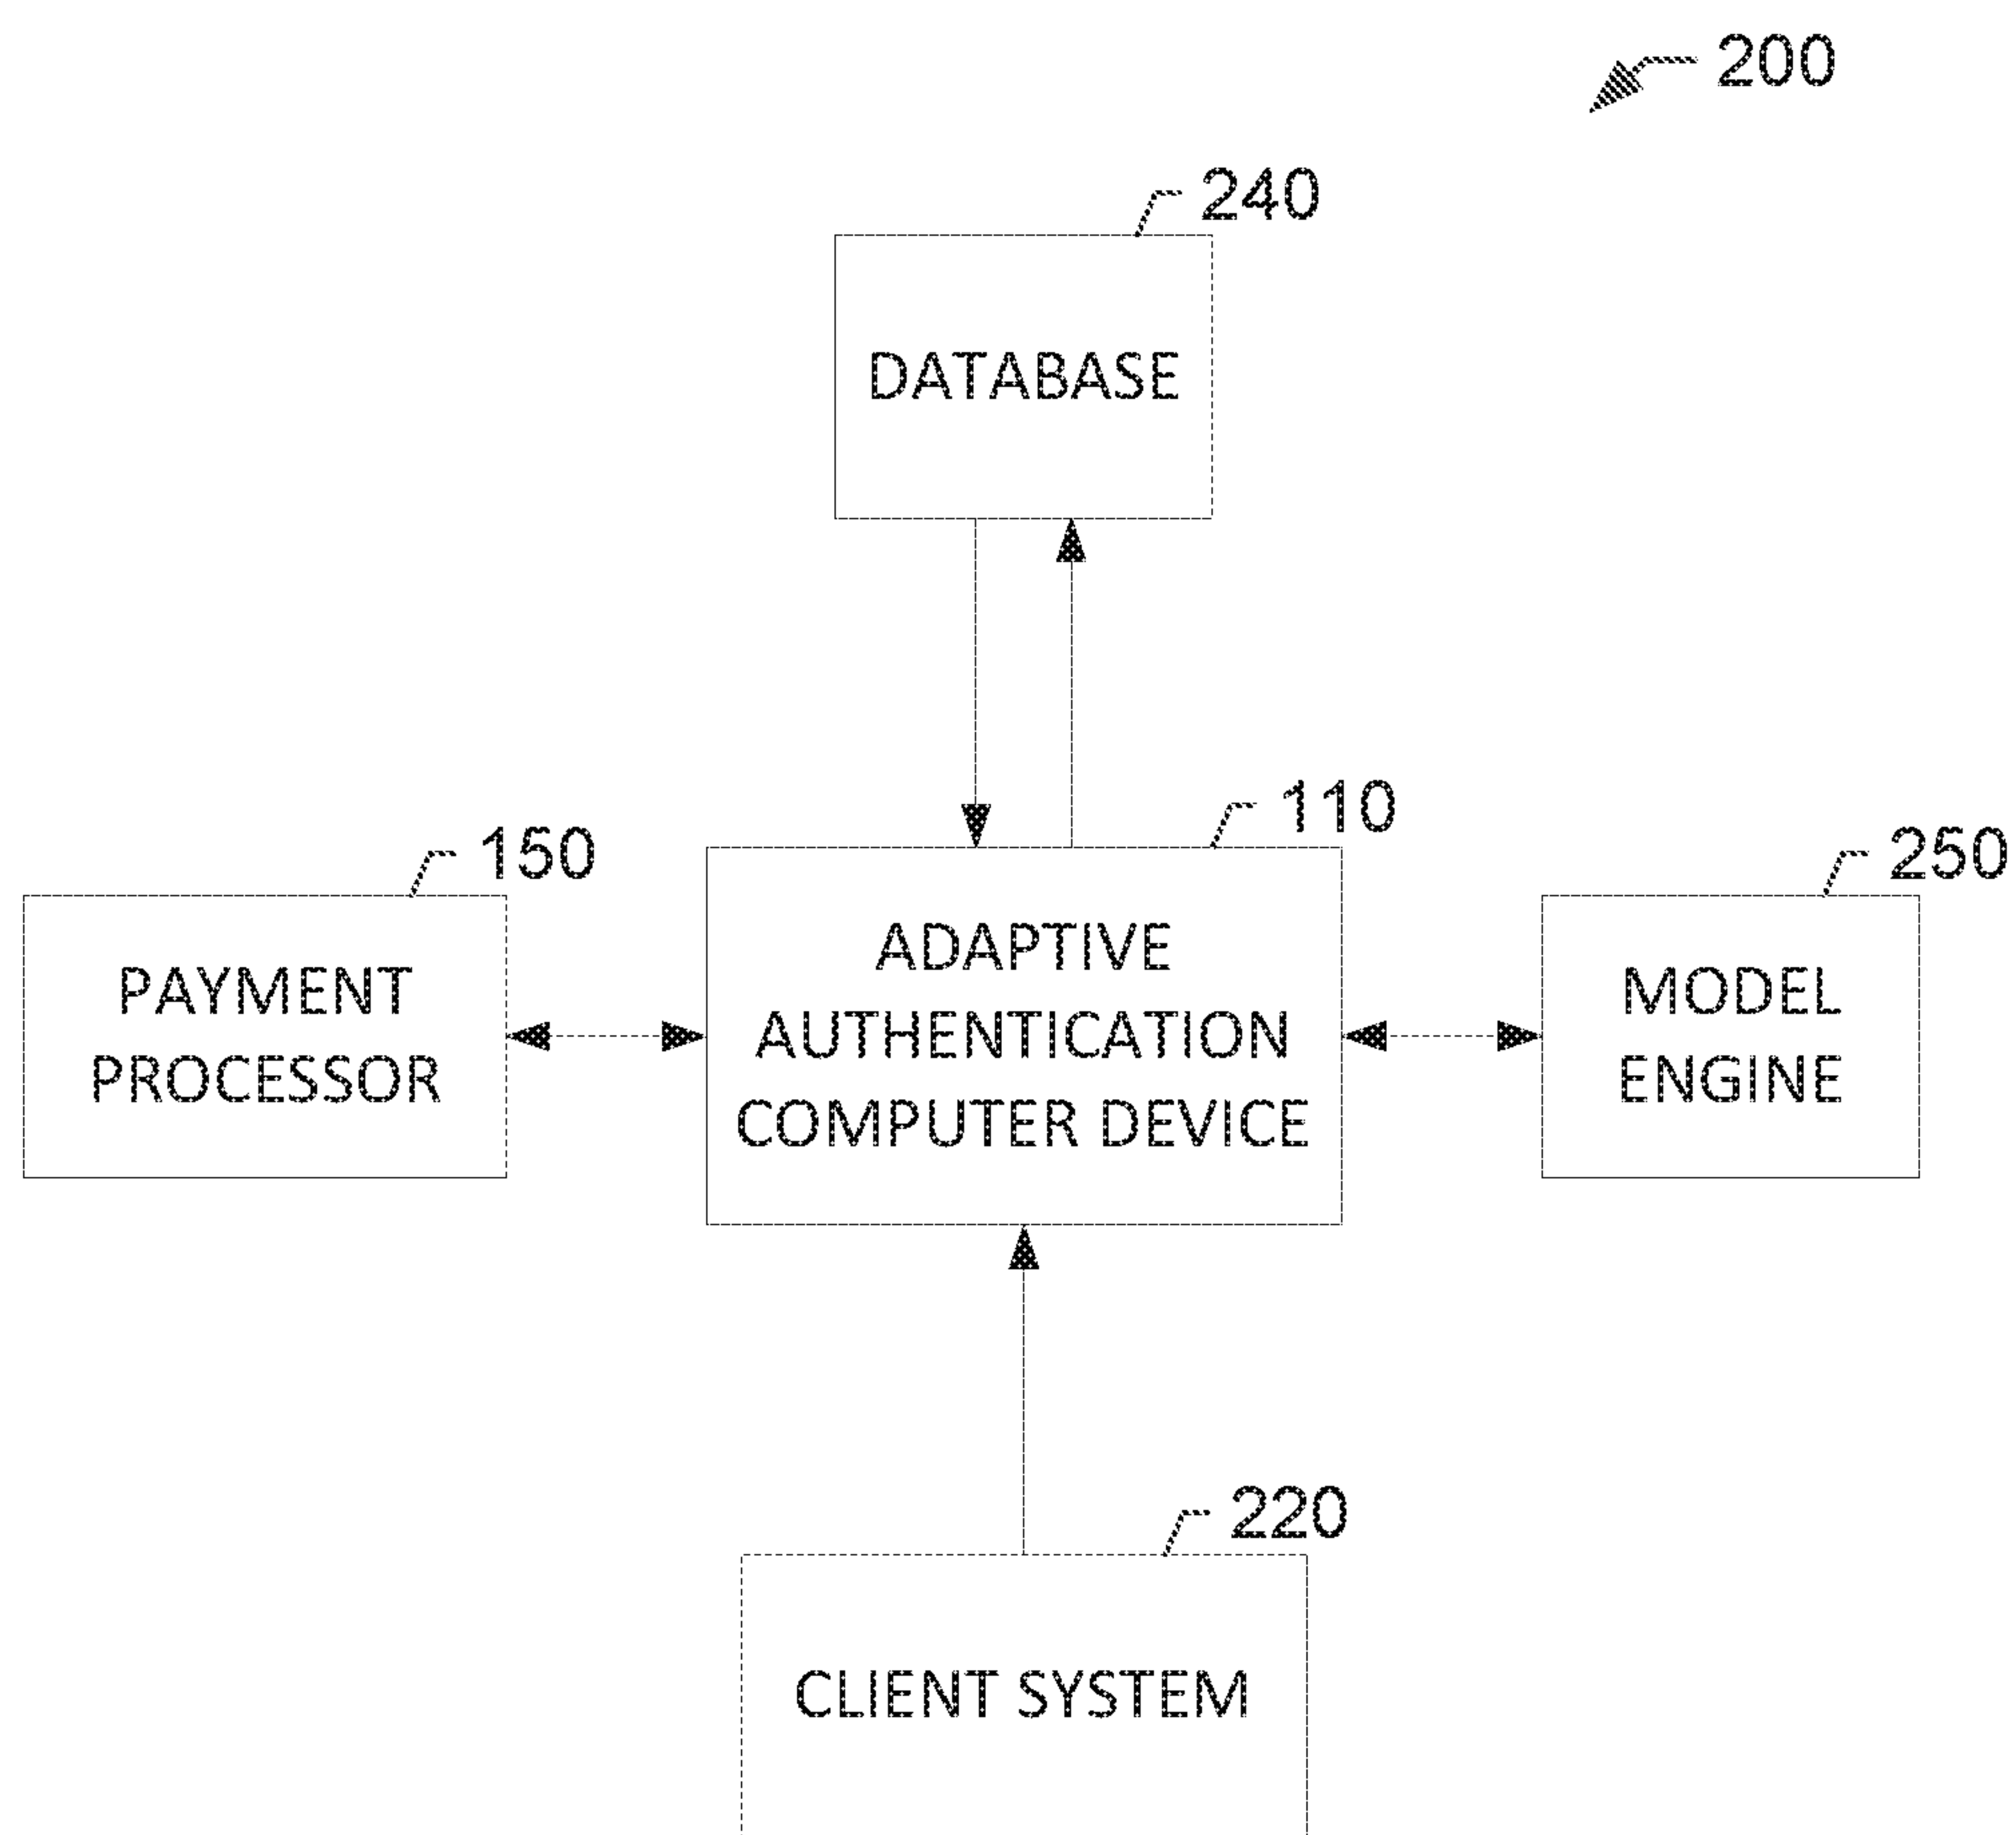 200
240
DATABASE
110
150
250
ADAPTIVE
AUTHENTICATION
COMPUTER DEVICE
PAYMENT
PROCESSOR
MODEL
ENGINE
220
CLIENT SYSTEM